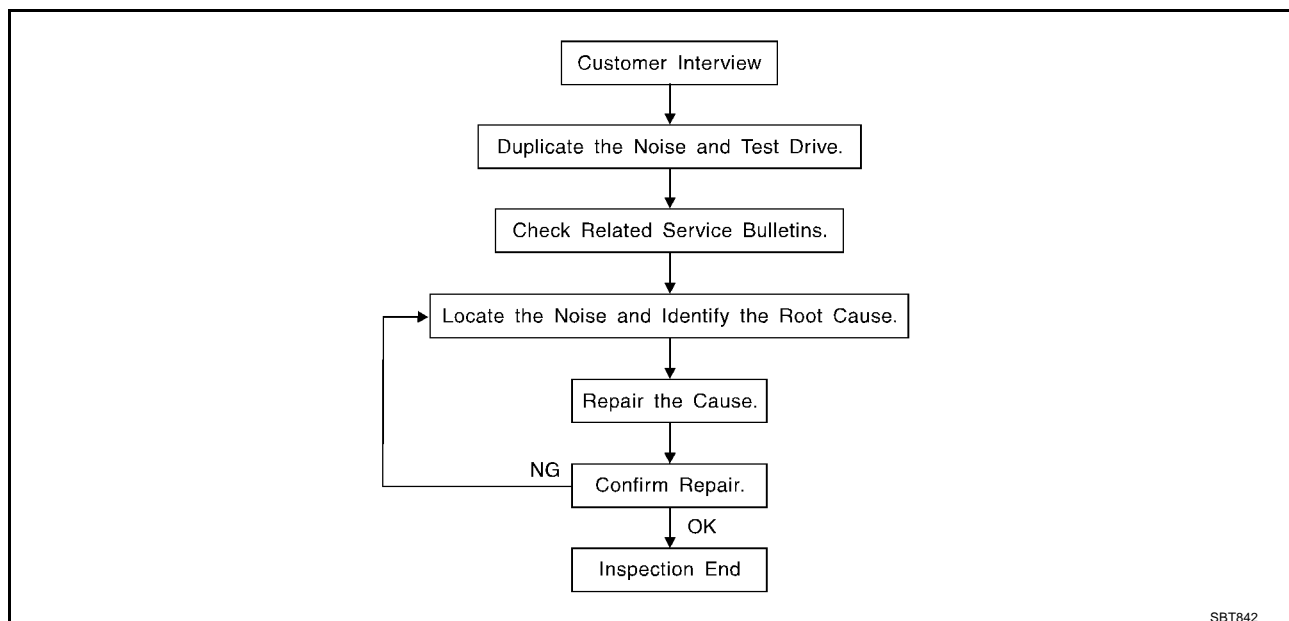 Customer Interview
Duplicate the Noise and Test Drive.
Check Related Service Bulletins.
Locate the Noise and Identify the Root Cause.
Repair the Cause.
NG
Confirm Repair.
OK
Inspection End
SBT842